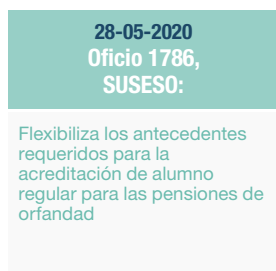 28-05-2020
Oficio 1786,
SUSESO:
Flexibiliza los antecedentes
requeridos para la
acreditación de alumno
regular para las pensiones de
orfandad